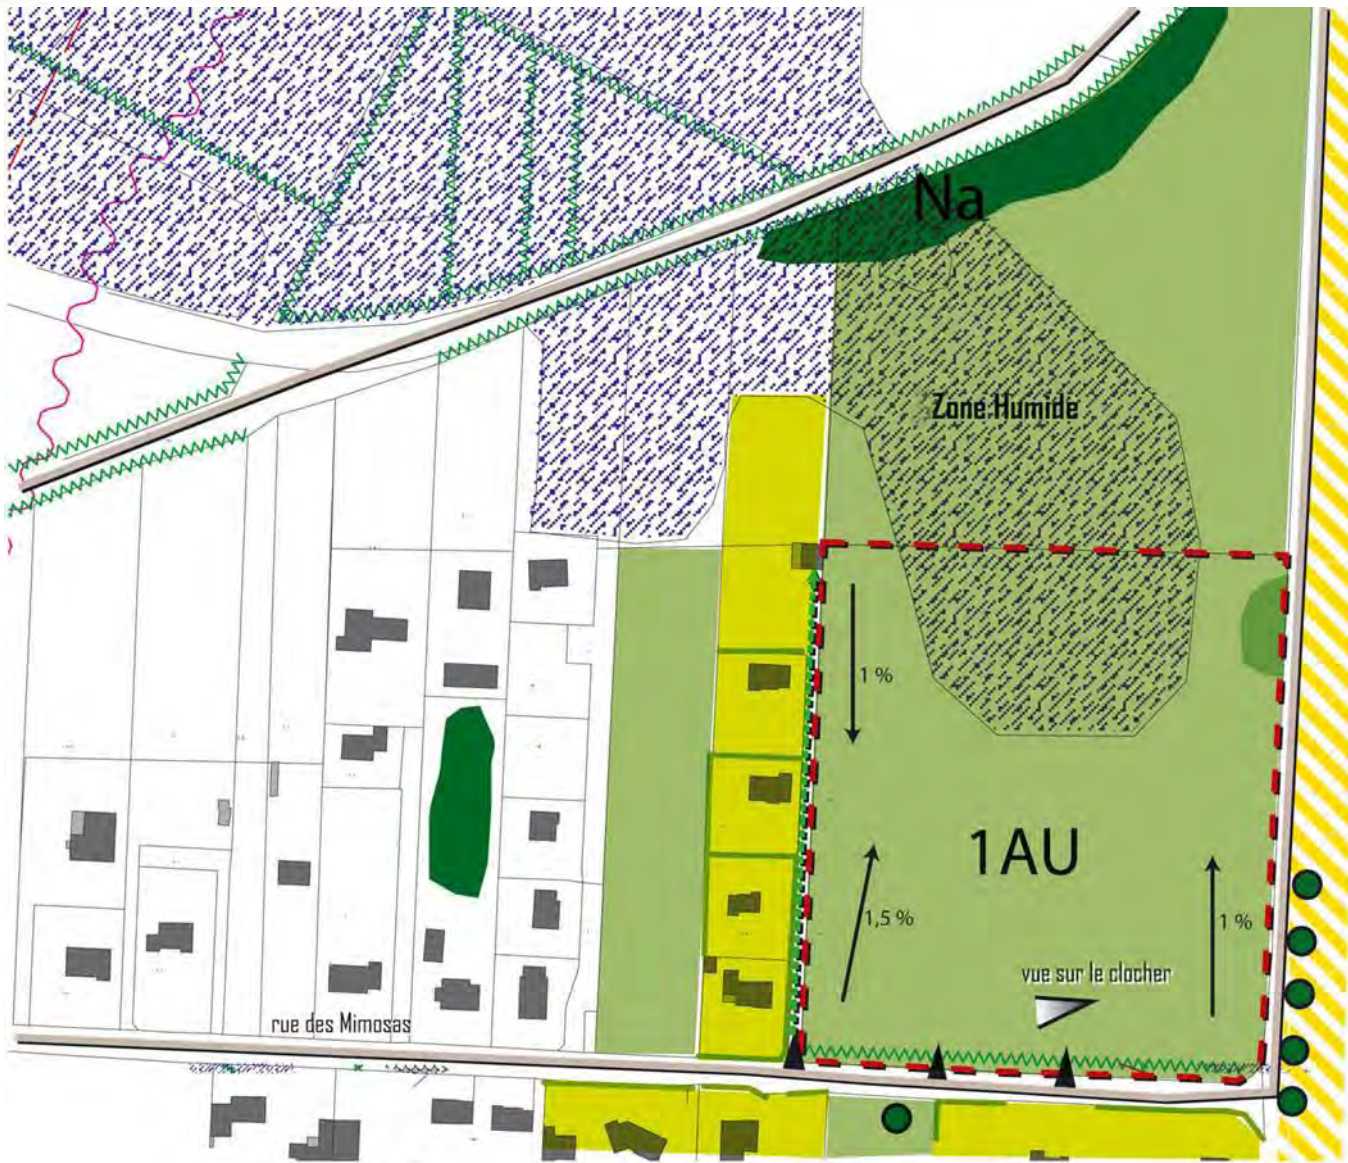 Na
Zone Humide
1 %
1AU
1,5 %
1 %
vue sur le clocher
rue des Mimosas